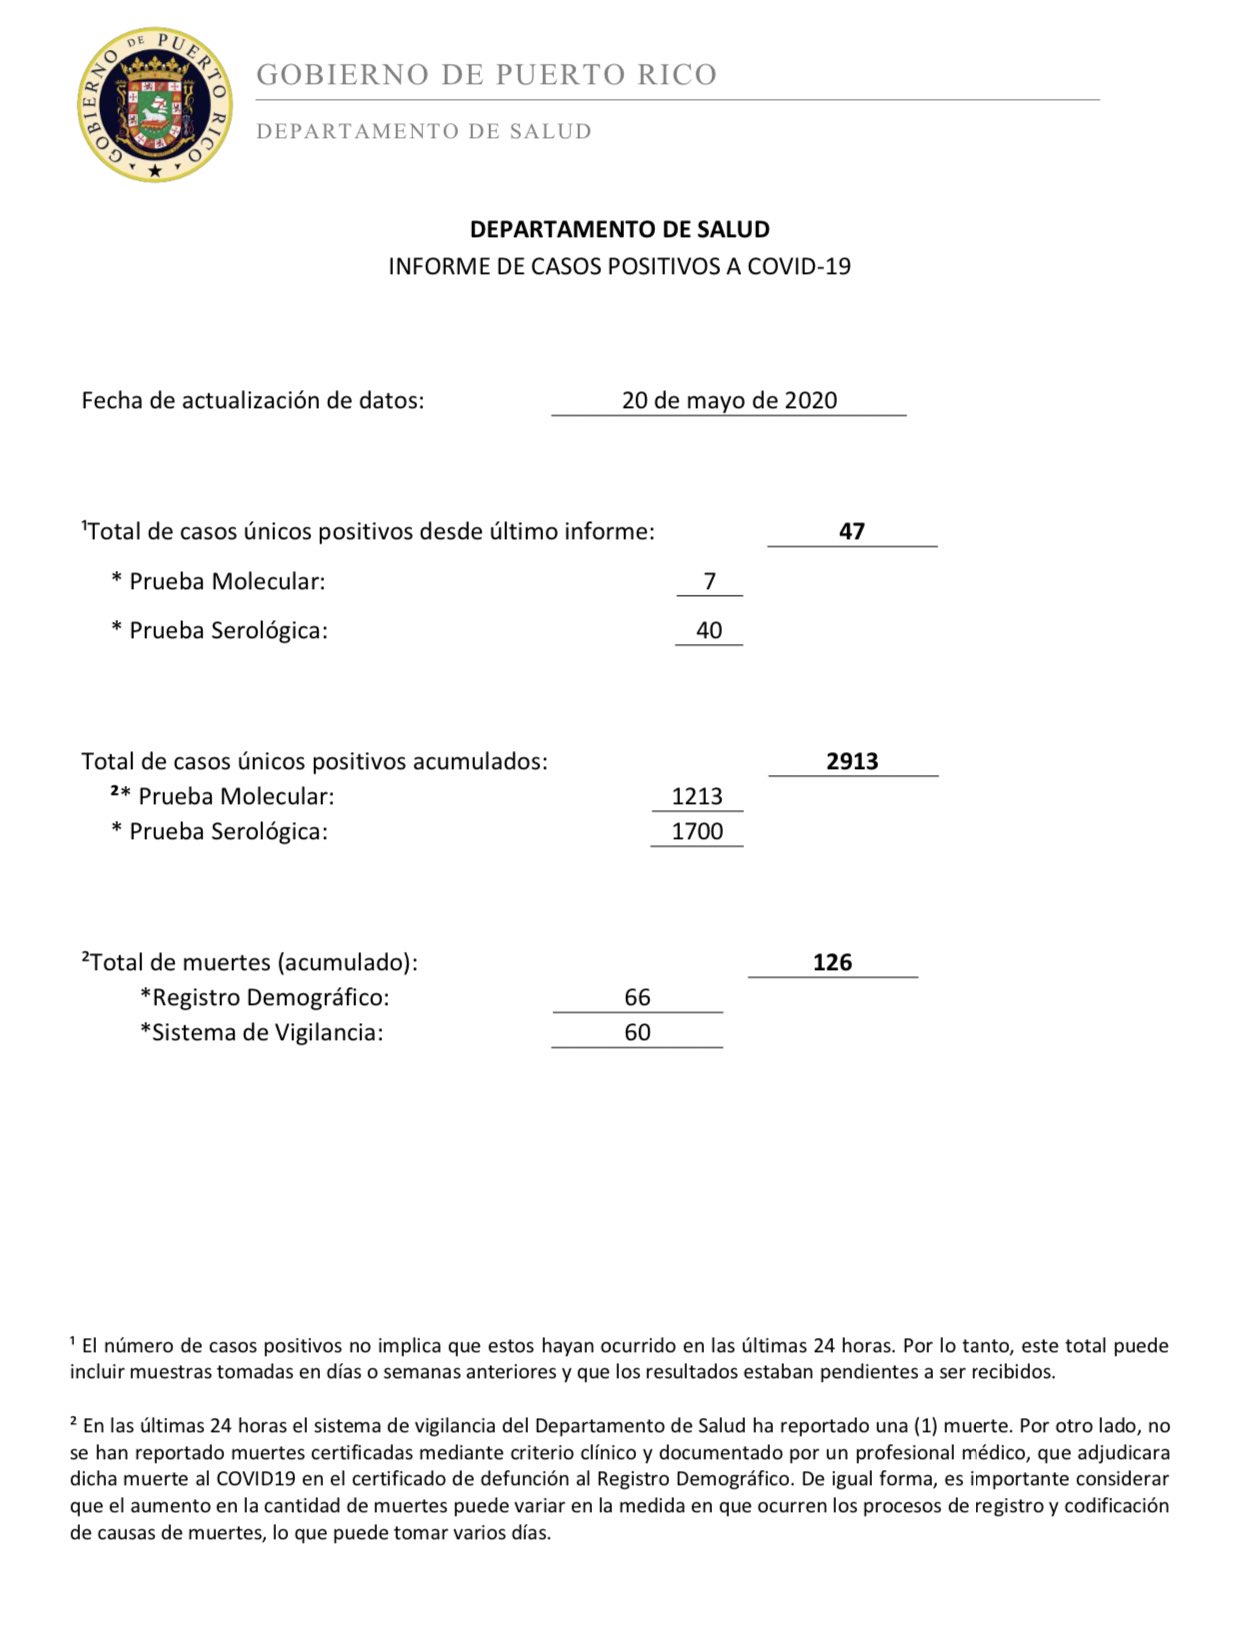 GOBIERNO DE PUERTO RICO
GOBIERNO DE PUERTO RICO
DEPARTAMENTO DE SALUD
DEPARTAMENTO DE SALUD
INFORME DE CASOS POSITIVOS A COVID-19
Fecha de actualización de datos: 20 de mayo de 2020
¹Total de casos únicos positivos desde último informe: 47
* Prueba Molecular: 7
* Prueba Serológica: 40
Total de casos únicos positivos acumulados: 2913
²* Prueba Molecular: 1213
* Prueba Serológica: 1700
²Total de muertes (acumulado): 126
*Registro Demográfico: 66
*Sistema de Vigilancia: 60
¹ El número de casos positivos no implica que estos hayan ocurrido en las últimas 24 horas. Por lo tanto, este total puede
incluir muestras tomadas en días o semanas anteriores y que los resultados estaban pendientes a ser recibidos.
² En las últimas 24 horas el sistema de vigilancia del Departamento de Salud ha reportado una (1) muerte. Por otro lado, no
se han reportado muertes certificadas mediante criterio clínico y documentado por un profesional médico, que adjudicara
dicha muerte al COVID19 en el certificado de defunción al Registro Demográfico. De igual forma, es importante considerar
que el aumento en la cantidad de muertes puede variar en la medida en que ocurren los procesos de registro y codificación
de causas de muertes, lo que puede tomar varios días.